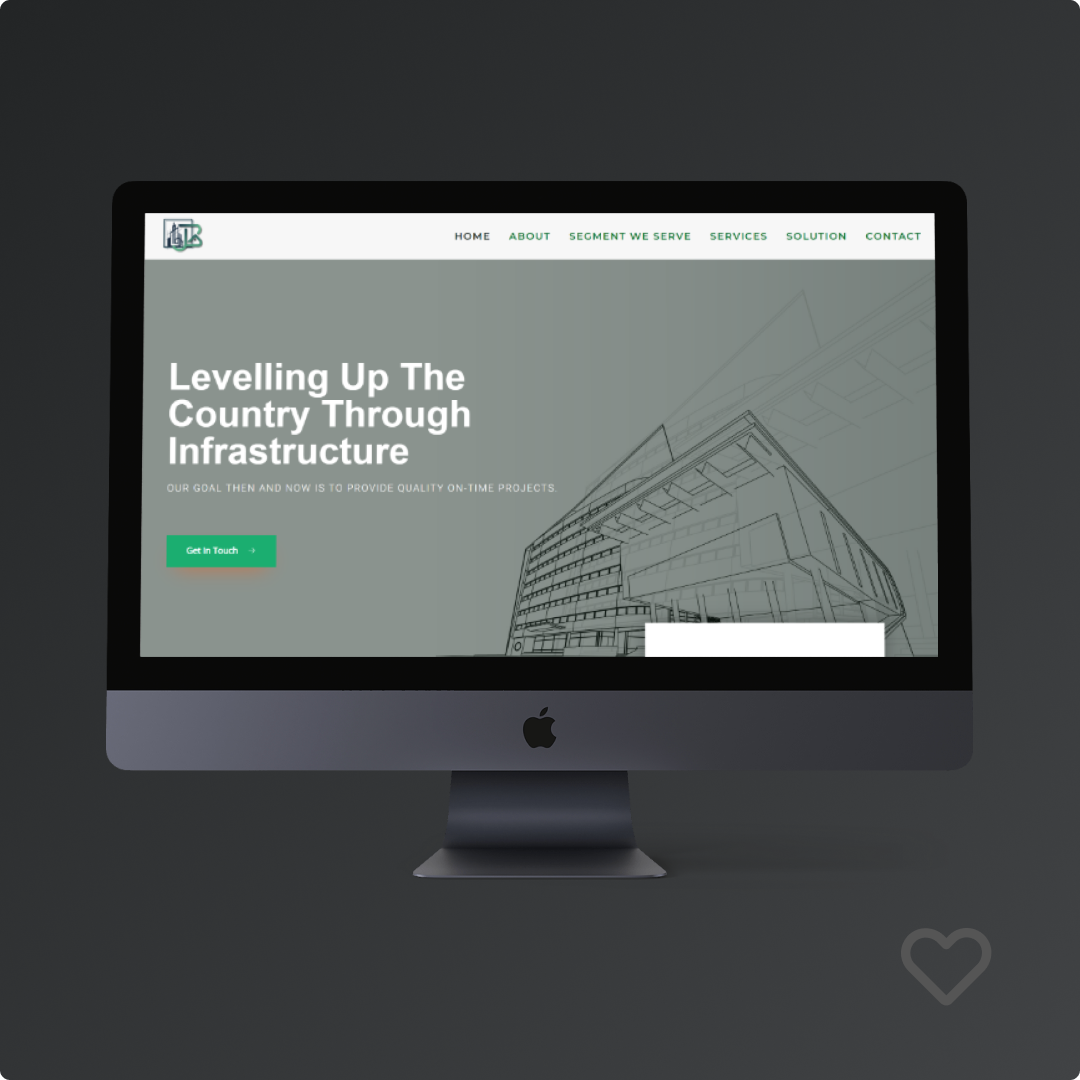 HOME ABOUT SEGMENT WE SERVE SERVICES SOLUTION CONTACT
Levelling Up The
Country Through
Infrastructure
OUR GOAL THEN AND NOW IS TO PROVIDE QUALITY ON-TIME PROJECTS.
Get In Touch →